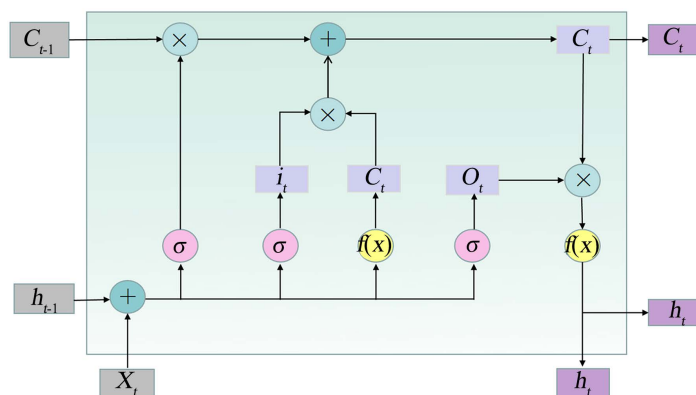 C_{t-1}
×
+
C_t
C_t
×
i_t
C_t
O_t
×
σ
σ
f(x)
σ
f(x)
h_{t-1}
+
h_t
X_t
h_t